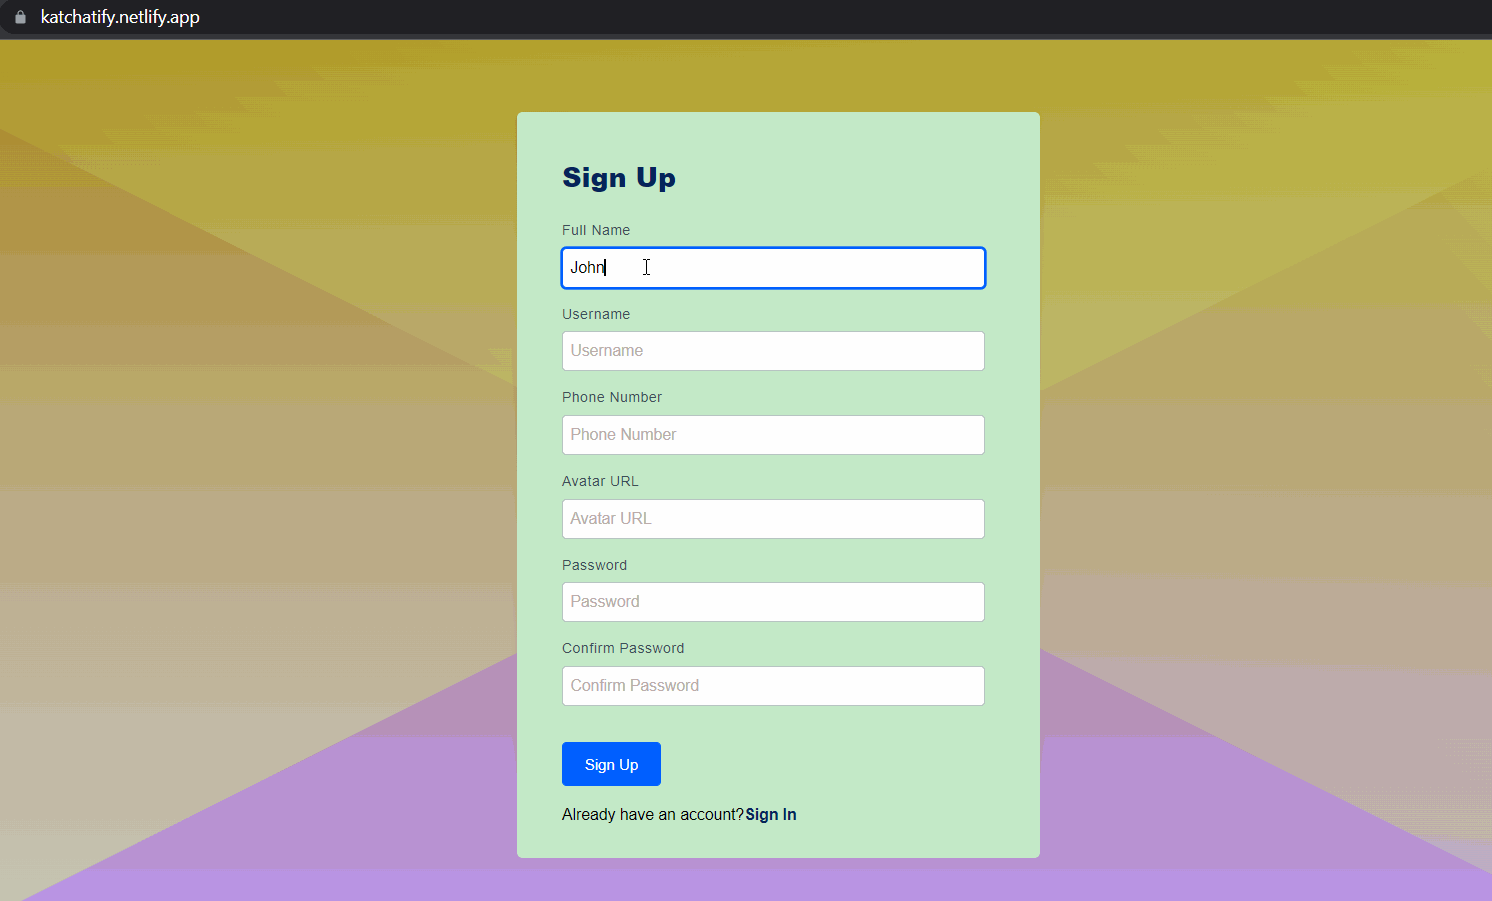 katchatify.netlify.app
Sign Up
Full Name
John
Username
Username
Phone Number
Phone Number
Avatar URL
Avatar URL
Password
Password
Confirm Password
Confirm Password
Sign Up
Already have an account?Sign In